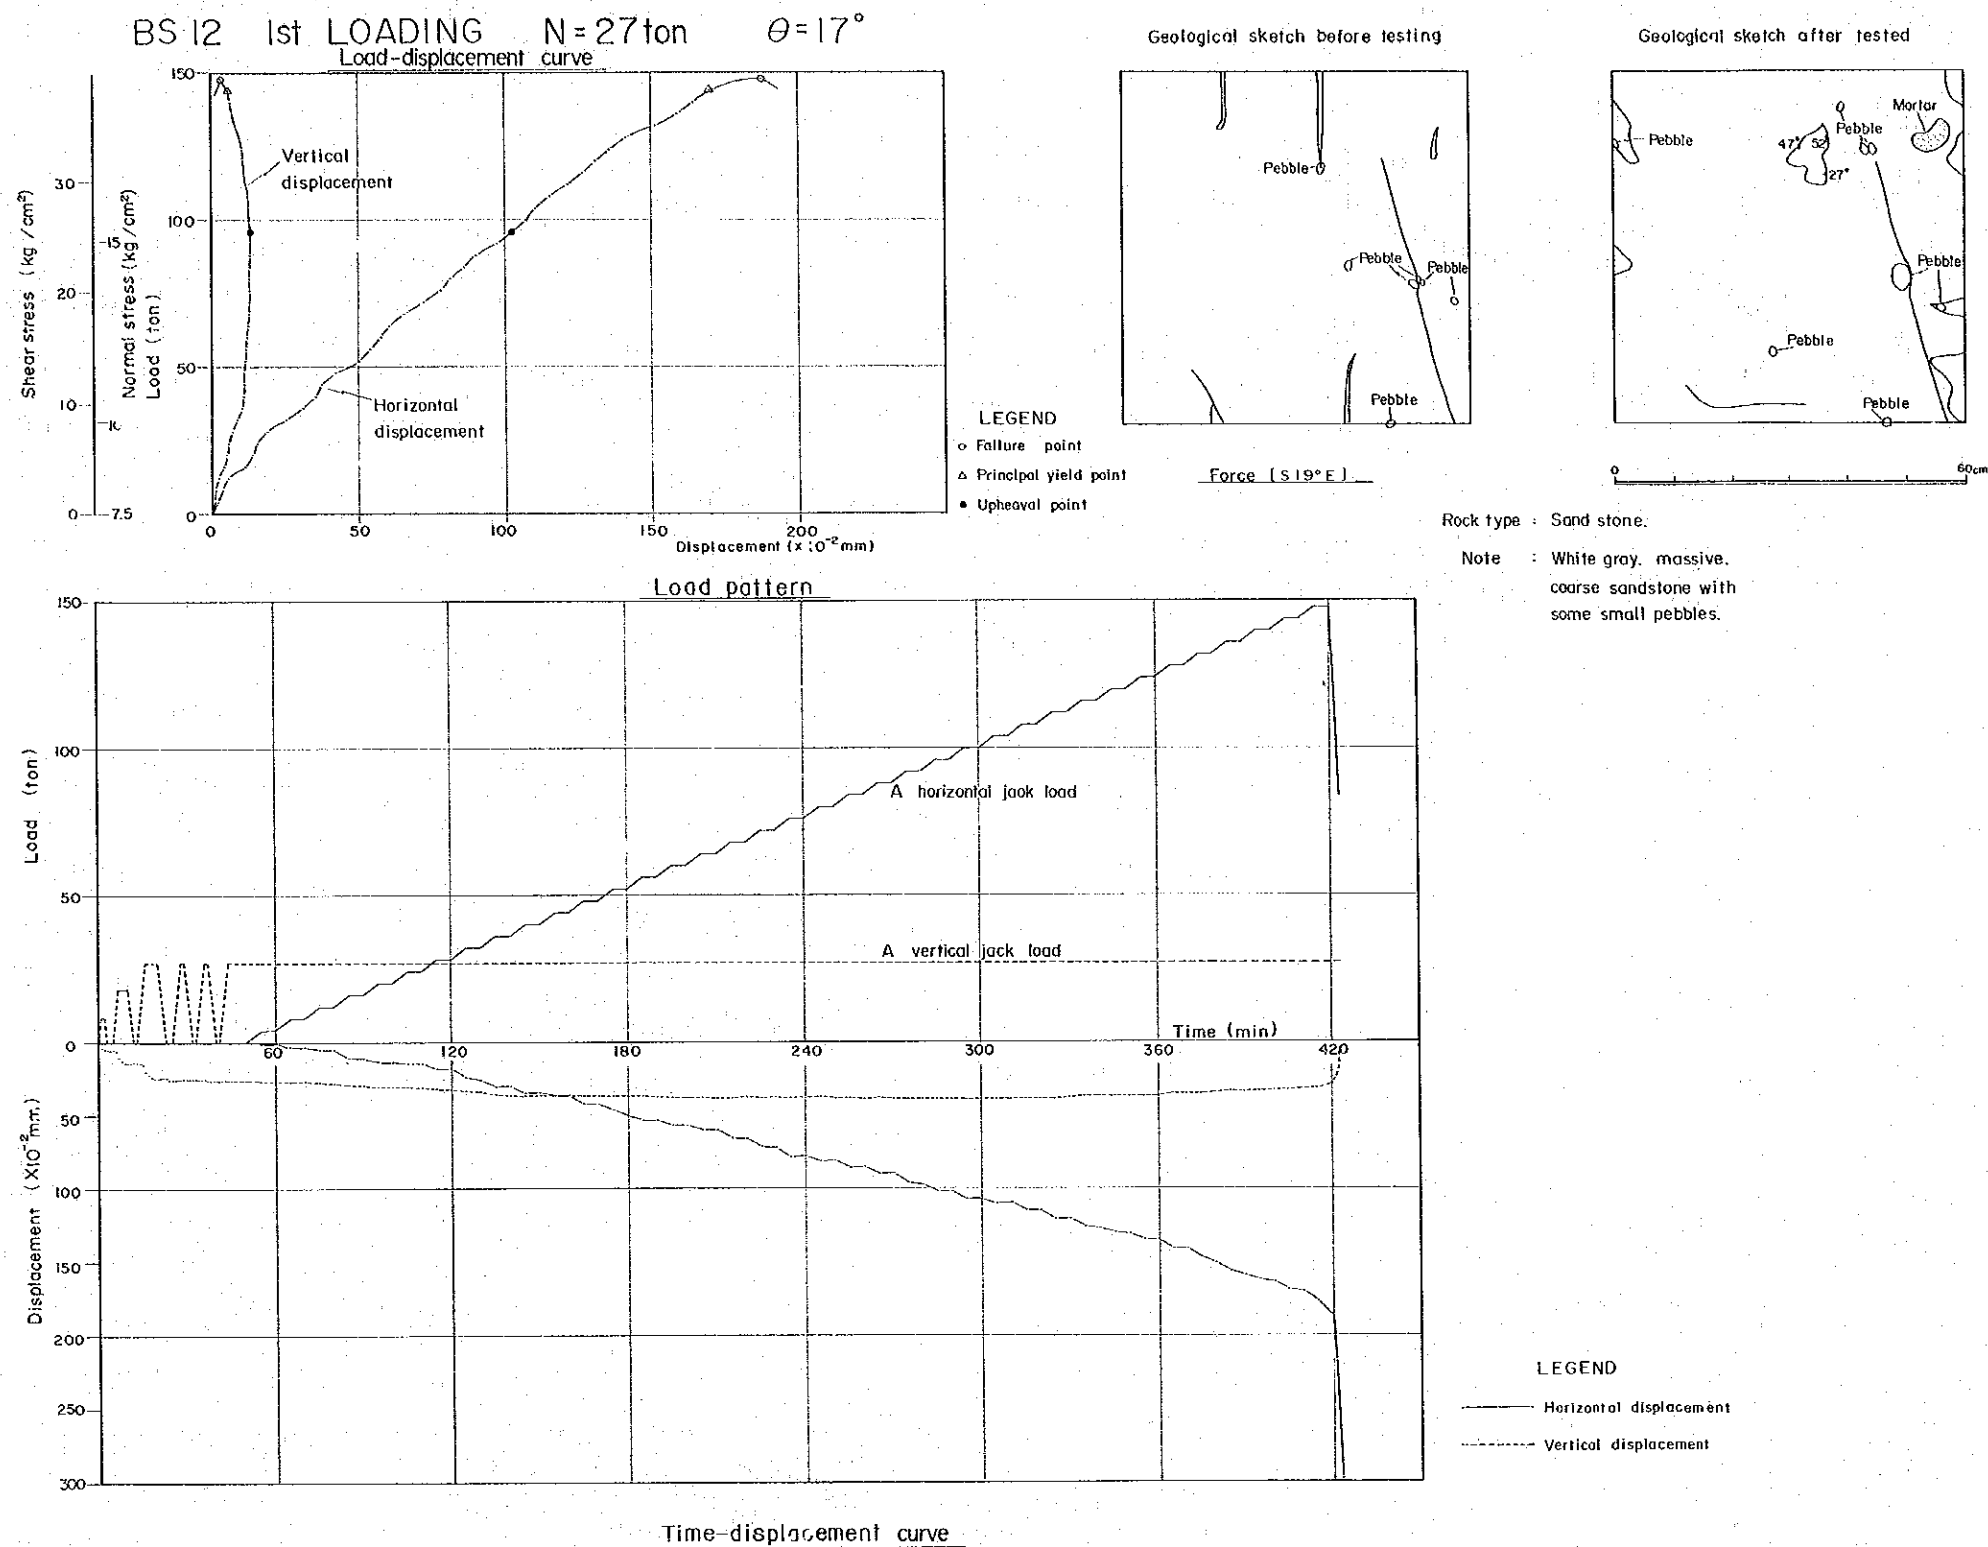 BS-12 1st LOADING N=27ton θ=17°
Load-displacement curve
Shear stress (kg/cm²)
Normal stress (kg/cm²)
Load (ton)
30
20
10
0
15
7.5
150
100
50
0
Vertical
displacement
Horizontal
displacement
0 50 100 150 200
Displacement (×10⁻²mm)
LEGEND
○ Failure point
△ Principal yield point
● Upheaval point
Geological sketch before testing
Pebble
Pebble
Pebble
Pebble
Force [S19°E]
Geological sketch after tested
Pebble
47° 52
27°
Pebble
Mortar
Pebble
Pebble
Pebble
0 60cm
Rock type : Sand stone.
Note : White gray. massive.
coarse sandstone with
some small pebbles.
Load pattern
Load (ton)
150
100
50
0
A horizontal jack load
A vertical jack load
Time (min)
60 120 180 240 300 360 420
Displacement (×10⁻²mm)
50
100
150
200
250
300
LEGEND
Horizontal displacement
Vertical displacement
Time-displacement curve